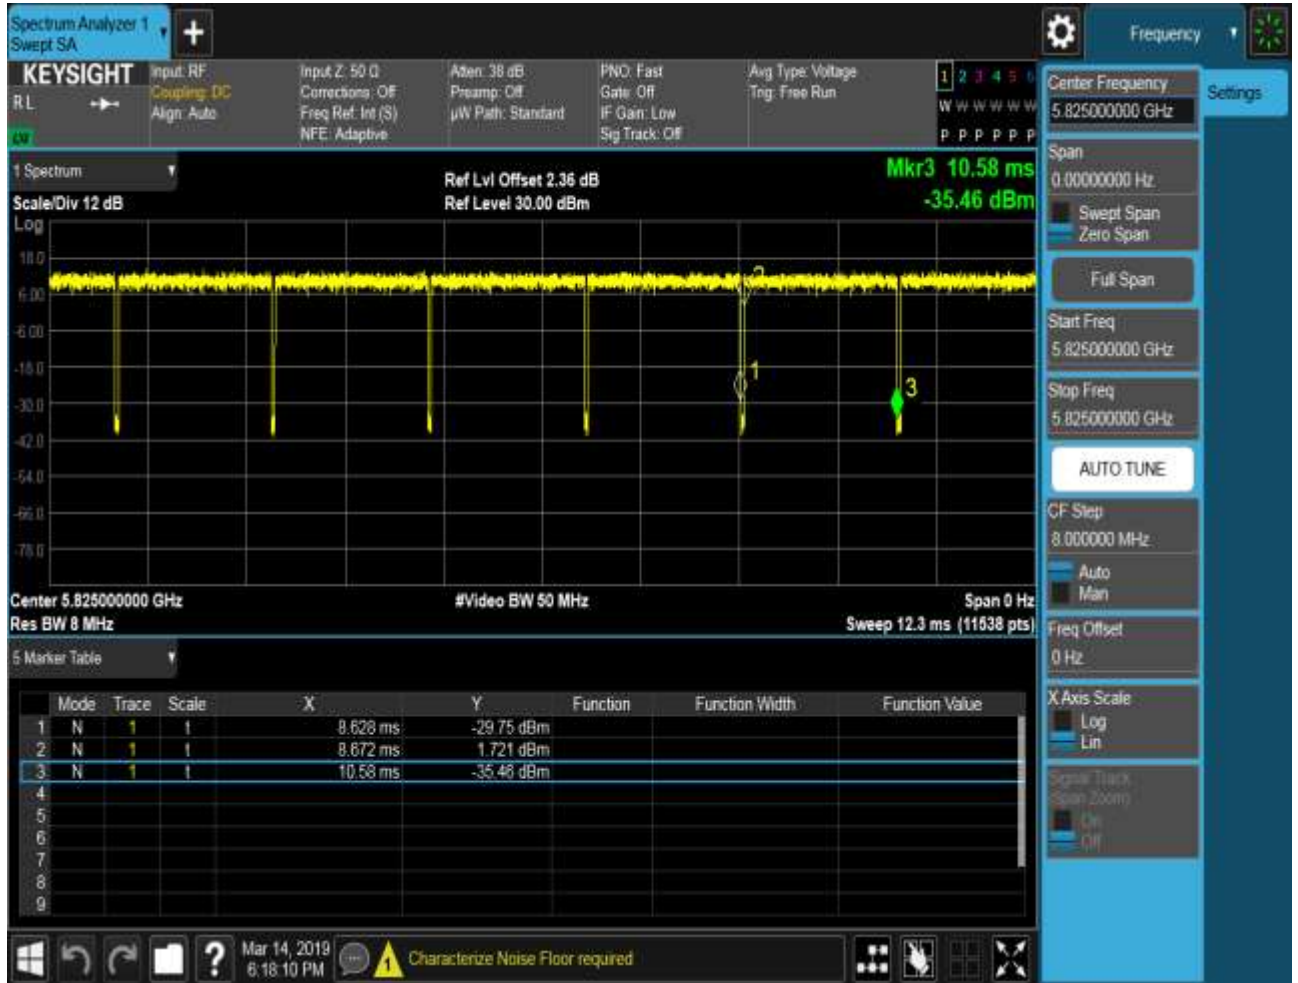 Spectrum Analyzer 1
Swept SA
Frequency
KEYSIGHT
RL
Input: RF
Coupling: DC
Align: Auto
Input Z: 50 Ω
Corrections: Off
Freq Ref: Int (S)
NFE: Adaptive
Atten: 38 dB
Preamp: Off
µW Path: Standard
PNO: Fast
Gate: Off
IF Gain: Low
Sig Track: Off
Avg Type: Voltage
Trig: Free Run
1 2 3 4 5 6
W W W W W W
P P P P P P
1 Spectrum
Scale/Div 12 dB
Ref Lvl Offset 2.36 dB
Ref Level 30.00 dBm
Mkr3 10.58 ms
-35.46 dBm
Log
18.0
6.00
-6.00
-18.0
-30.0
-42.0
-54.0
-66.0
-78.0
2
1
3
Center 5.825000000 GHz
#Video BW 50 MHz
Span 0 Hz
Res BW 8 MHz
Sweep 12.3 ms (11538 pts)
5 Marker Table
Mode Trace Scale X Y Function Function Width Function Value
1 N 1 t 8.628 ms -29.75 dBm
2 N 1 t 8.672 ms 1.721 dBm
3 N 1 t 10.58 ms -35.46 dBm
4
5
6
7
8
9
Mar 14, 2019
6:18:10 PM
1
Characterize Noise Floor required
Center Frequency
5.825000000 GHz
Settings
Span
0.00000000 Hz
Swept Span
Zero Span
Full Span
Start Freq
5.825000000 GHz
Stop Freq
5.825000000 GHz
AUTO TUNE
CF Step
8.000000 MHz
Auto
Man
Freq Offset
0 Hz
X Axis Scale
Log
Lin
Signal Track
(Span Zoom)
On
Off